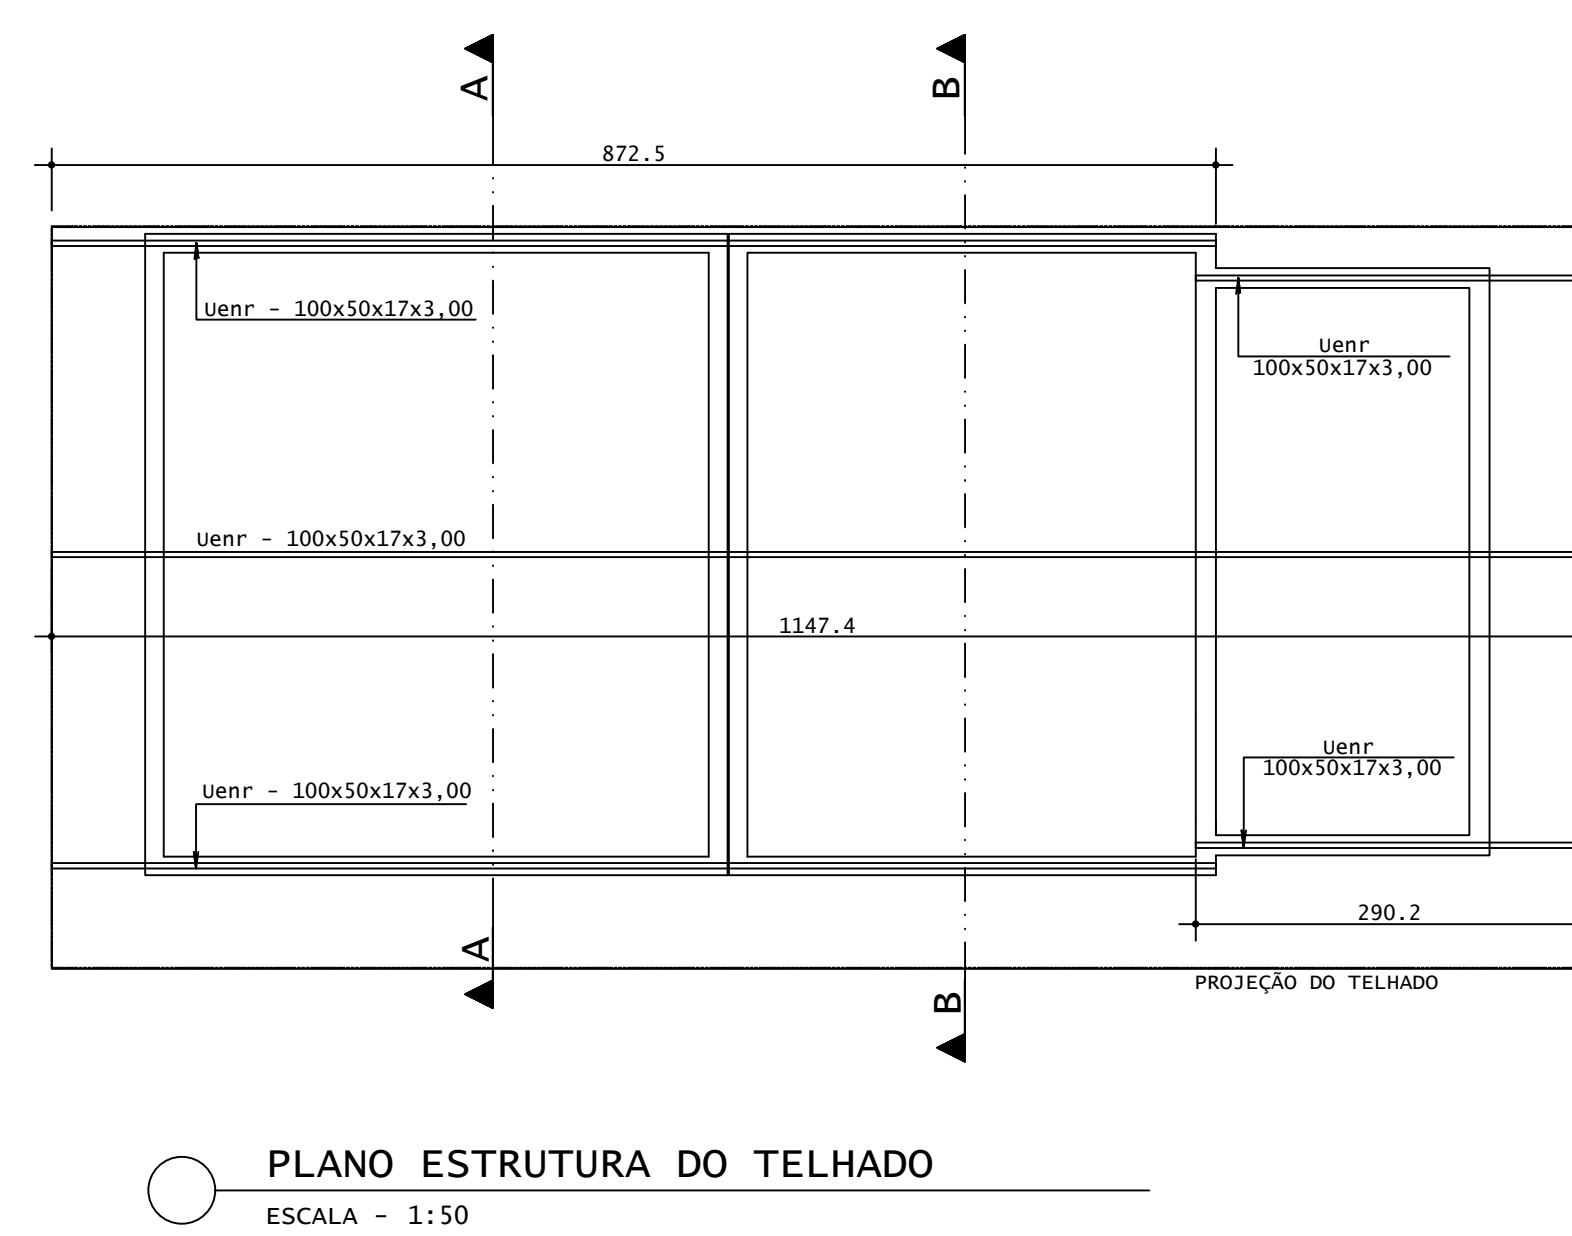 A
B
872.5
Uenr - 100x50x17x3,00
Uenr
100x50x17x3,00
Uenr - 100x50x17x3,00
1147.4
Uenr
100x50x17x3,00
Uenr - 100x50x17x3,00
290.2
A
PROJEÇÃO DO TELHADO
B
PLANO ESTRUTURA DO TELHADO
ESCALA - 1:50